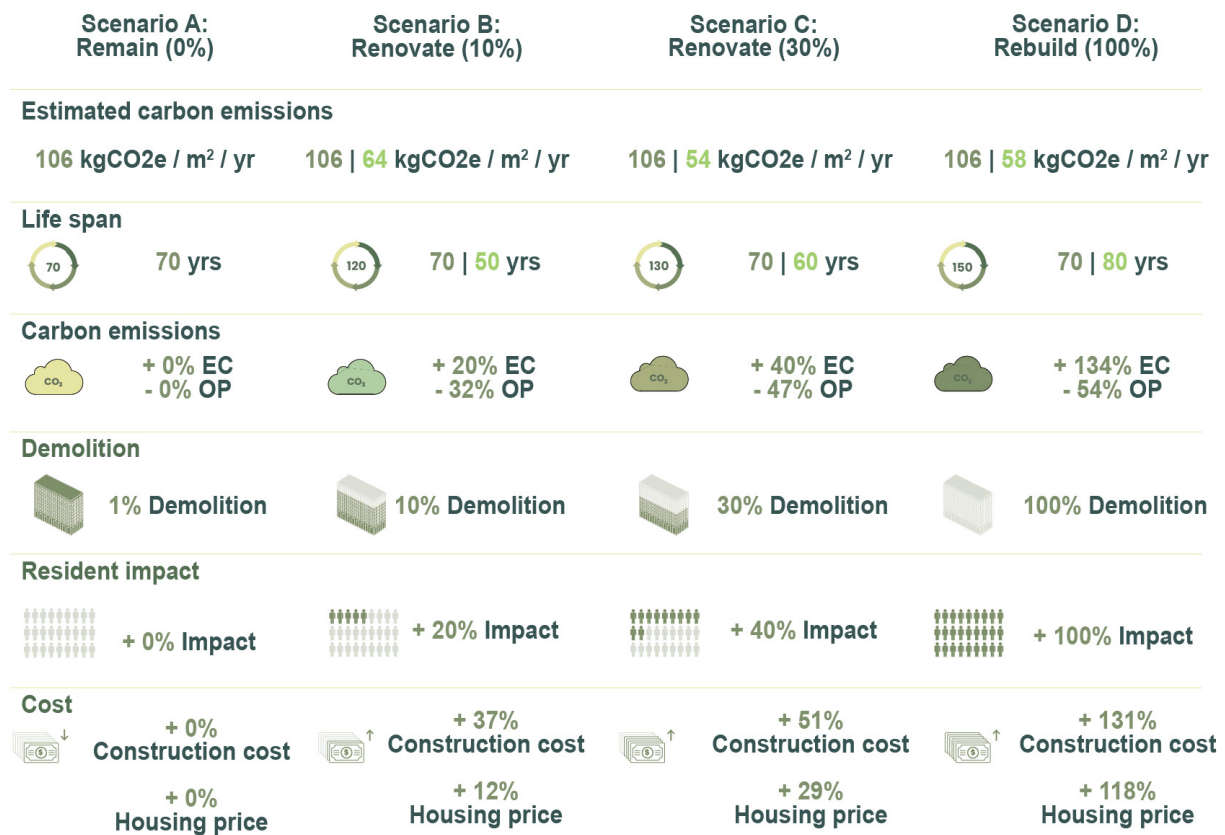 Scenario A:
Remain (0%)
Scenario B:
Renovate (10%)
Scenario C:
Renovate (30%)
Scenario D:
Rebuild (100%)
Estimated carbon emissions
106 kgCO2e / m² / yr
106 | 64 kgCO2e / m² / yr
106 | 54 kgCO2e / m² / yr
106 | 58 kgCO2e / m² / yr
Life span
70
70 yrs
120
70 | 50 yrs
130
70 | 60 yrs
150
70 | 80 yrs
Carbon emissions
CO₂
+ 0% EC
- 0% OP
CO₂
+ 20% EC
- 32% OP
CO₂
+ 40% EC
- 47% OP
CO₂
+ 134% EC
- 54% OP
Demolition
1% Demolition
10% Demolition
30% Demolition
100% Demolition
Resident impact
+ 0% Impact
+ 20% Impact
+ 40% Impact
+ 100% Impact
Cost
$
+ 0%
Construction cost
$
+ 37%
Construction cost
$
+ 51%
Construction cost
$
+ 131%
Construction cost
+ 0%
Housing price
+ 12%
Housing price
+ 29%
Housing price
+ 118%
Housing price